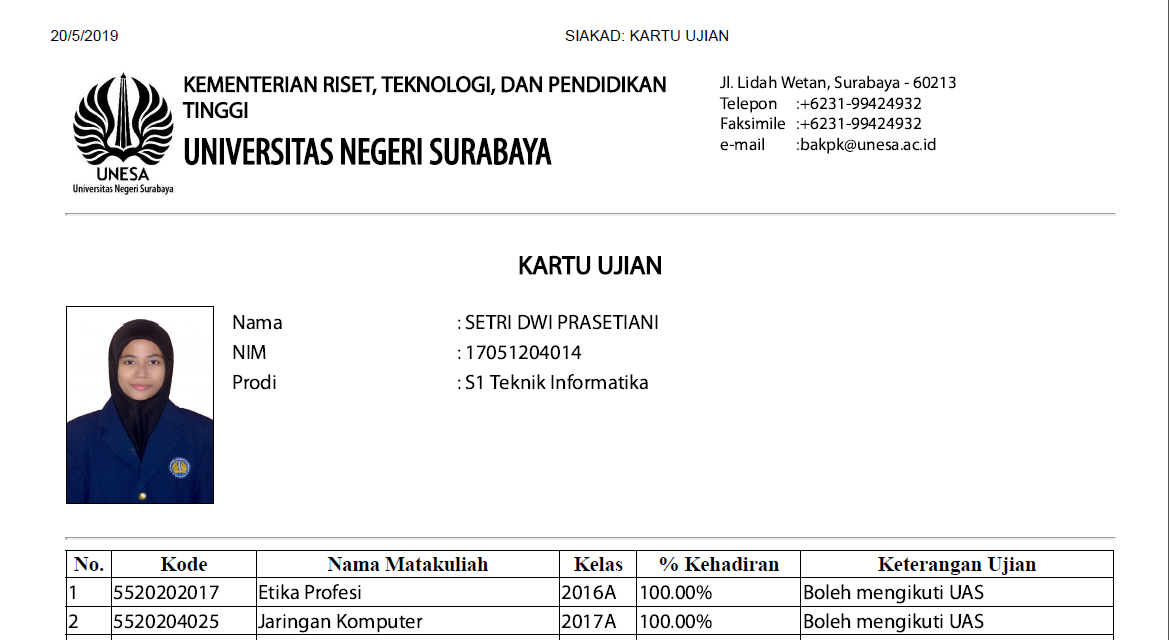 20/5/2019 SIAKAD: KARTU UJIAN
KEMENTERIAN RISET, TEKNOLOGI, DAN PENDIDIKAN
TINGGI
UNIVERSITAS NEGERI SURABAYA
UNESA
Universitas Negeri Surabaya
Jl. Lidah Wetan, Surabaya - 60213
Telepon :+6231-99424932
Faksimile :+6231-99424932
e-mail :bakpk@unesa.ac.id
KARTU UJIAN
Nama : SETRI DWI PRASETIANI
NIM : 17051204014
Prodi : S1 Teknik Informatika
No. Kode Nama Matakuliah Kelas % Kehadiran Keterangan Ujian
1 5520202017 Etika Profesi 2016A 100.00% Boleh mengikuti UAS
2 5520204025 Jaringan Komputer 2017A 100.00% Boleh mengikuti UAS